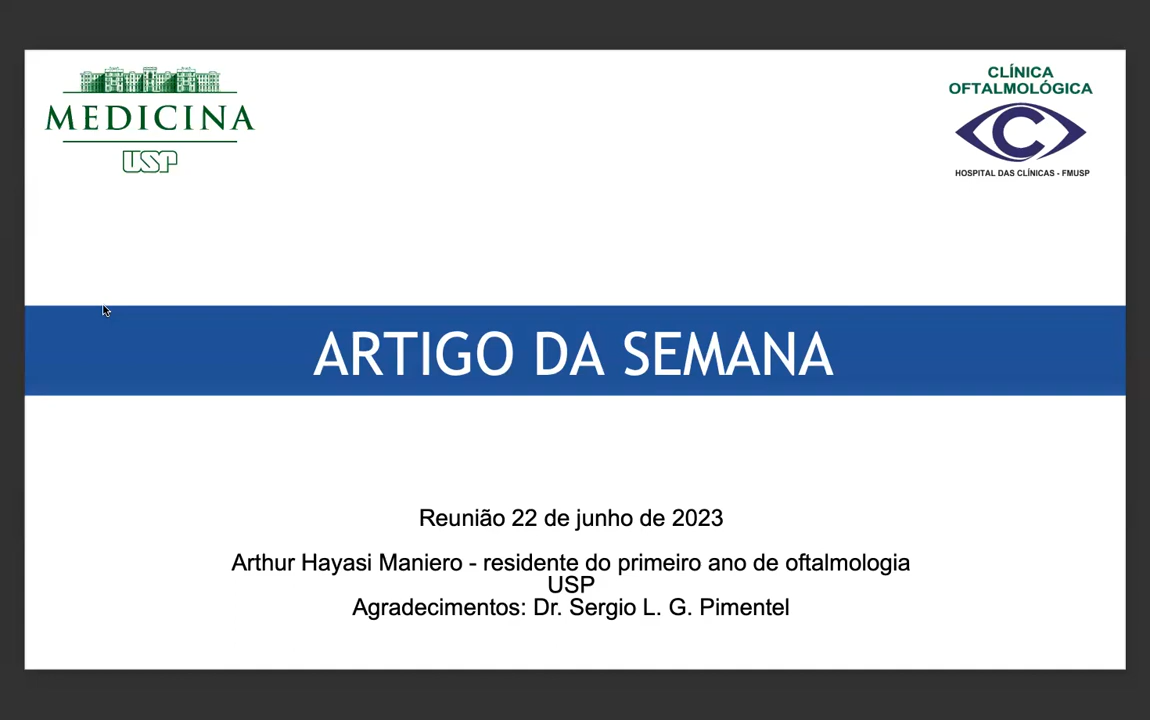 MEDICINA
USP
CLÍNICA
OFTALMOLÓGICA
C
HOSPITAL DAS CLÍNICAS - FMUSP
ARTIGO DA SEMANA
Reunião 22 de junho de 2023
Arthur Hayasi Maniero - residente do primeiro ano de oftalmologia
USP
Agradecimentos: Dr. Sergio L. G. Pimentel